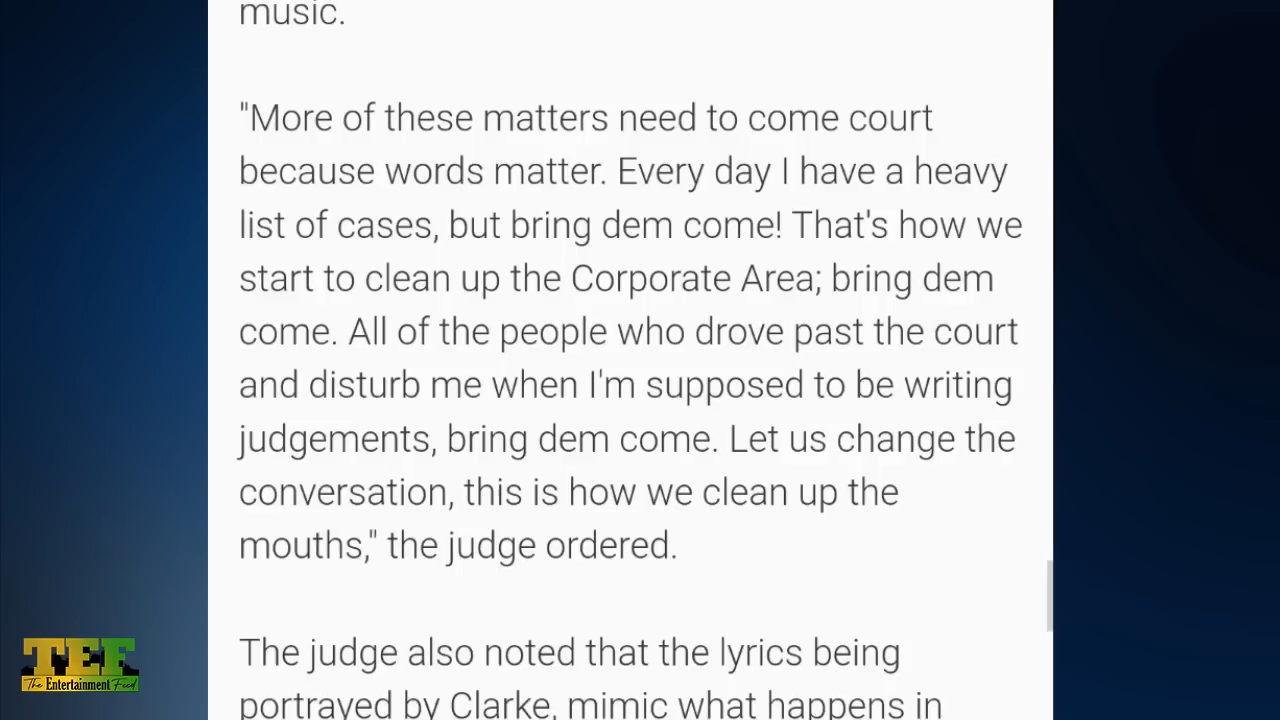 music.
"More of these matters need to come court
because words matter. Every day I have a heavy
list of cases, but bring dem come! That's how we
start to clean up the Corporate Area; bring dem
come. All of the people who drove past the court
and disturb me when I'm supposed to be writing
judgements, bring dem come. Let us change the
conversation, this is how we clean up the
mouths," the judge ordered.
The judge also noted that the lyrics being
portrayed by Clarke, mimic what happens in
TEF
The Entertainment Feed